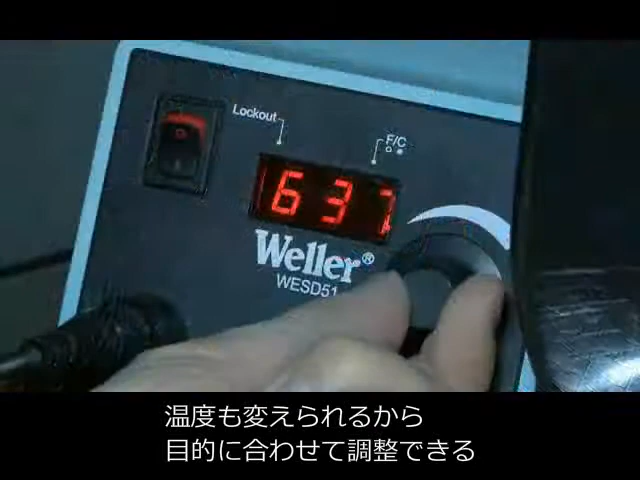 Lockout
F/C
637
Weller®
WESD51
温度も変えられるから
目的に合わせて調整できる